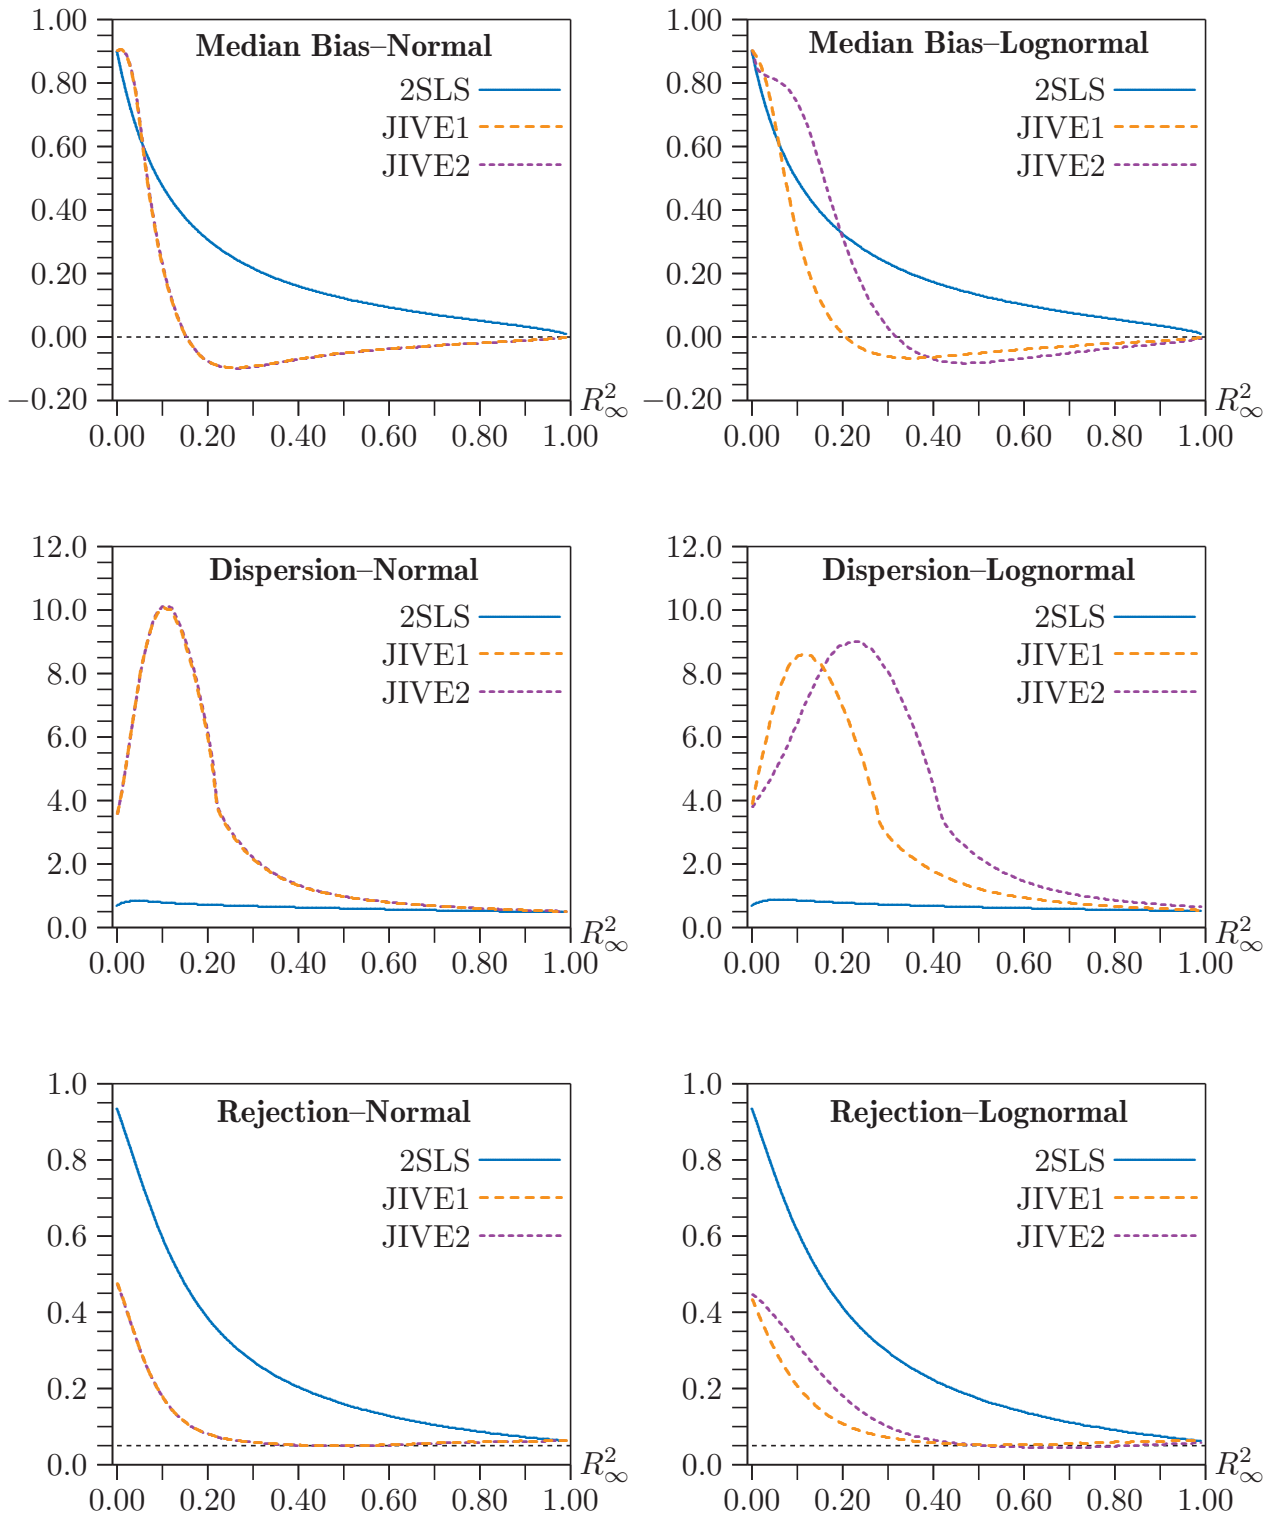 Median Bias–Normal
1.00
0.80
0.60
0.40
0.20
0.00
−0.20
2SLS
JIVE1
JIVE2
0.00 0.20 0.40 0.60 0.80 1.00
R²∞
Median Bias–Lognormal
1.00
0.80
0.60
0.40
0.20
0.00
−0.20
2SLS
JIVE1
JIVE2
0.00 0.20 0.40 0.60 0.80 1.00
R²∞
Dispersion–Normal
12.0
10.0
8.0
6.0
4.0
2.0
0.0
2SLS
JIVE1
JIVE2
0.00 0.20 0.40 0.60 0.80 1.00
R²∞
Dispersion–Lognormal
12.0
10.0
8.0
6.0
4.0
2.0
0.0
2SLS
JIVE1
JIVE2
0.00 0.20 0.40 0.60 0.80 1.00
R²∞
Rejection–Normal
1.0
0.8
0.6
0.4
0.2
0.0
2SLS
JIVE1
JIVE2
0.00 0.20 0.40 0.60 0.80 1.00
R²∞
Rejection–Lognormal
1.0
0.8
0.6
0.4
0.2
0.0
2SLS
JIVE1
JIVE2
0.00 0.20 0.40 0.60 0.80 1.00
R²∞